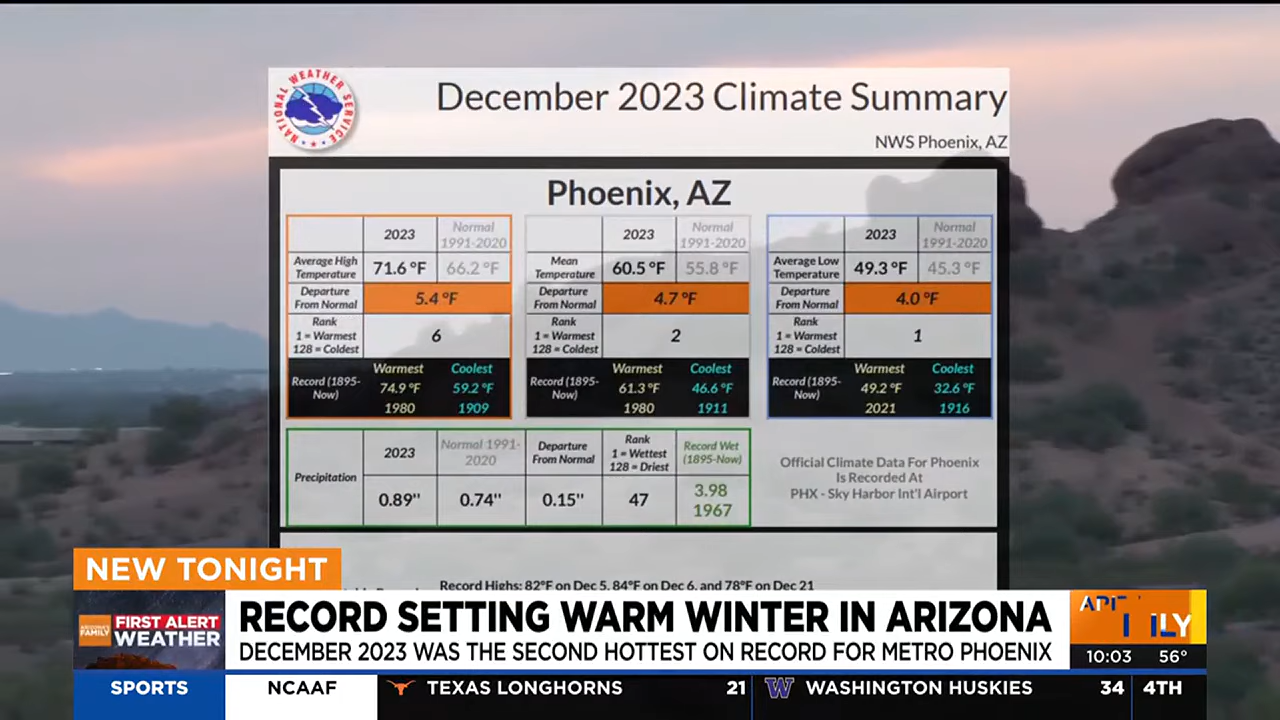 NATIONAL WEATHER SERVICE
December 2023 Climate Summary
NWS Phoenix, AZ
Phoenix, AZ
2023 Normal 1991-2020
Average High Temperature 71.6 °F 66.2 °F
Departure From Normal 5.4 °F
Rank 1 = Warmest 128 = Coldest 6
Record (1895-Now) Warmest 74.9 °F 1980 Coolest 59.2 °F 1909
2023 Normal 1991-2020
Mean Temperature 60.5 °F 55.8 °F
Departure From Normal 4.7 °F
Rank 1 = Warmest 128 = Coldest 2
Record (1895-Now) Warmest 61.3 °F 1980 Coolest 46.6 °F 1911
2023 Normal 1991-2020
Average Low Temperature 49.3 °F 45.3 °F
Departure From Normal 4.0 °F
Rank 1 = Warmest 128 = Coldest 1
Record (1895-Now) Warmest 49.2 °F 2021 Coolest 32.6 °F 1916
2023 Normal 1991-2020 Departure From Normal Rank 1 = Wettest 128 = Driest Record Wet (1895-Now)
Precipitation 0.89" 0.74" 0.15" 47 3.98 1967
Official Climate Data For Phoenix
Is Recorded At
PHX - Sky Harbor Int'l Airport
Record Highs: 82°F on Dec 5, 84°F on Dec 6, and 78°F on Dec 21
NEW TONIGHT
ARIZONA'S FAMILY
FIRST ALERT
WEATHER
RECORD SETTING WARM WINTER IN ARIZONA
DECEMBER 2023 WAS THE SECOND HOTTEST ON RECORD FOR METRO PHOENIX
10:03 56°
SPORTS NCAAF TEXAS LONGHORNS 21 W WASHINGTON HUSKIES 34 4TH